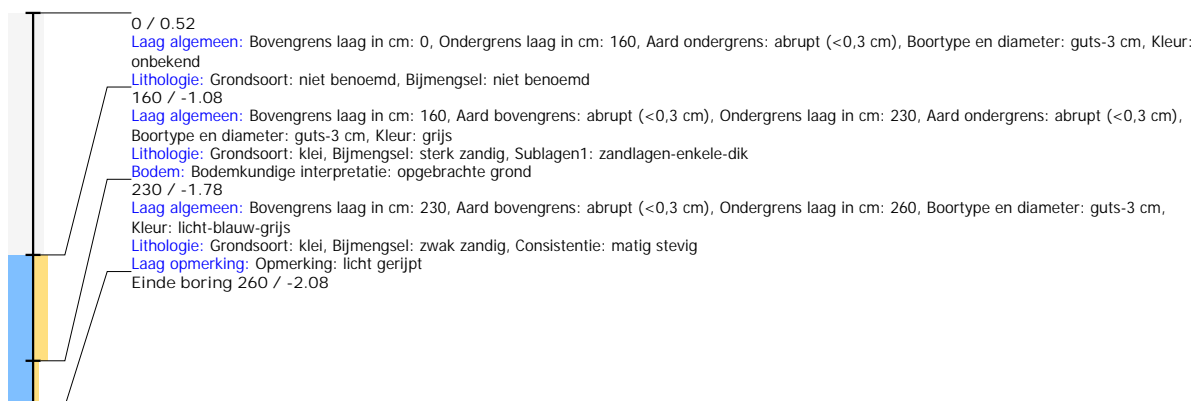 0 / 0.52
Laag algemeen: Bovengrens laag in cm: 0, Ondergrens laag in cm: 160, Aard ondergrens: abrupt (<0,3 cm), Boortype en diameter: guts-3 cm, Kleur:
onbekend
Lithologie: Grondsoort: niet benoemd, Bijmengsel: niet benoemd
160 / -1.08
Laag algemeen: Bovengrens laag in cm: 160, Aard bovengrens: abrupt (<0,3 cm), Ondergrens laag in cm: 230, Aard ondergrens: abrupt (<0,3 cm),
Boortype en diameter: guts-3 cm, Kleur: grijs
Lithologie: Grondsoort: klei, Bijmengsel: sterk zandig, Sublagen1: zandlagen-enkele-dik
Bodem: Bodemkundige interpretatie: opgebrachte grond
230 / -1.78
Laag algemeen: Bovengrens laag in cm: 230, Aard bovengrens: abrupt (<0,3 cm), Ondergrens laag in cm: 260, Boortype en diameter: guts-3 cm,
Kleur: licht-blauw-grijs
Lithologie: Grondsoort: klei, Bijmengsel: zwak zandig, Consistentie: matig stevig
Laag opmerking: Opmerking: licht gerijpt
Einde boring 260 / -2.08